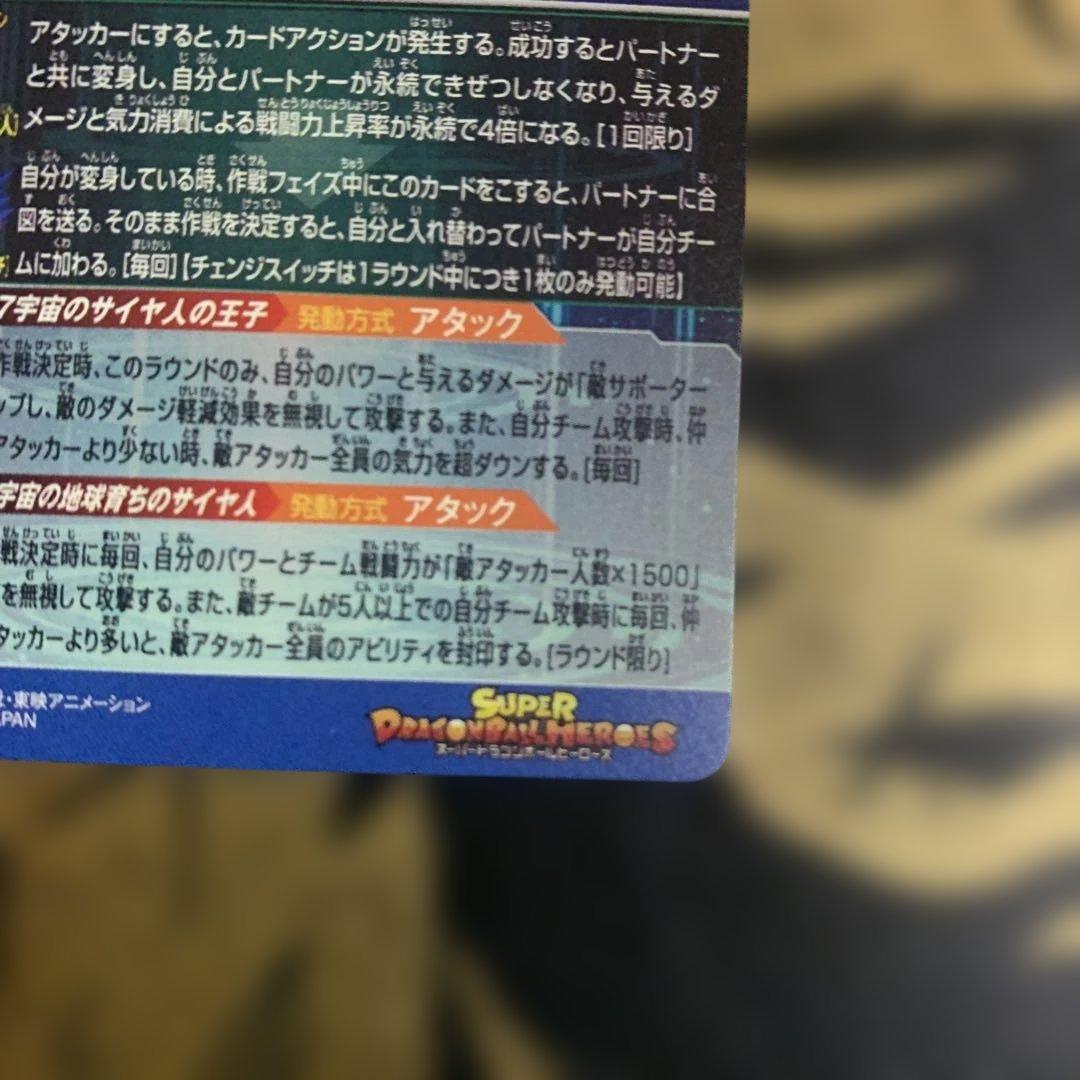 アタッカーにすると、カードアクションが発生する。成功するとパートナー
と共に変身し、自分とパートナーが永続できぜつしなくなり、与えるダ
人〕
メージと気力消費による戦闘力上昇率が永続で4倍になる。[1回限り]
自分が変身している時、作戦フェイズ中にこのカードをこすると、パートナーに合
図を送る。そのまま作戦を決定すると、自分と入れ替わってパートナーが自分チー
ムに加わる。[毎回]【チェンジスイッチは1ラウンド中につき1枚のみ発動可能】
7宇宙のサイヤ人の王子 発動方式 アタック
作戦決定時、このラウンドのみ、自分のパワーと与えるダメージが「敵サポーター
ップし、敵のダメージ軽減効果を無視して攻撃する。また、自分チーム攻撃時、仲
アタッカーより少ない時、敵アタッカー全員の気力を超ダウンする。[毎回]
宇宙の地球育ちのサイヤ人 発動方式 アタック
戦決定時に毎回、自分のパワーとチーム戦闘力が「敵アタッカー人数×1500」
を無視して攻撃する。また、敵チームが5人以上での自分チーム攻撃時に毎回、仲
タッカーより多いと、敵アタッカー全員のアビリティを封印する。[ラウンド限り]
・東映アニメーション
APAN
SUPER
DRAGONBALL HEROES
スーパードラゴンボールヒーローズ